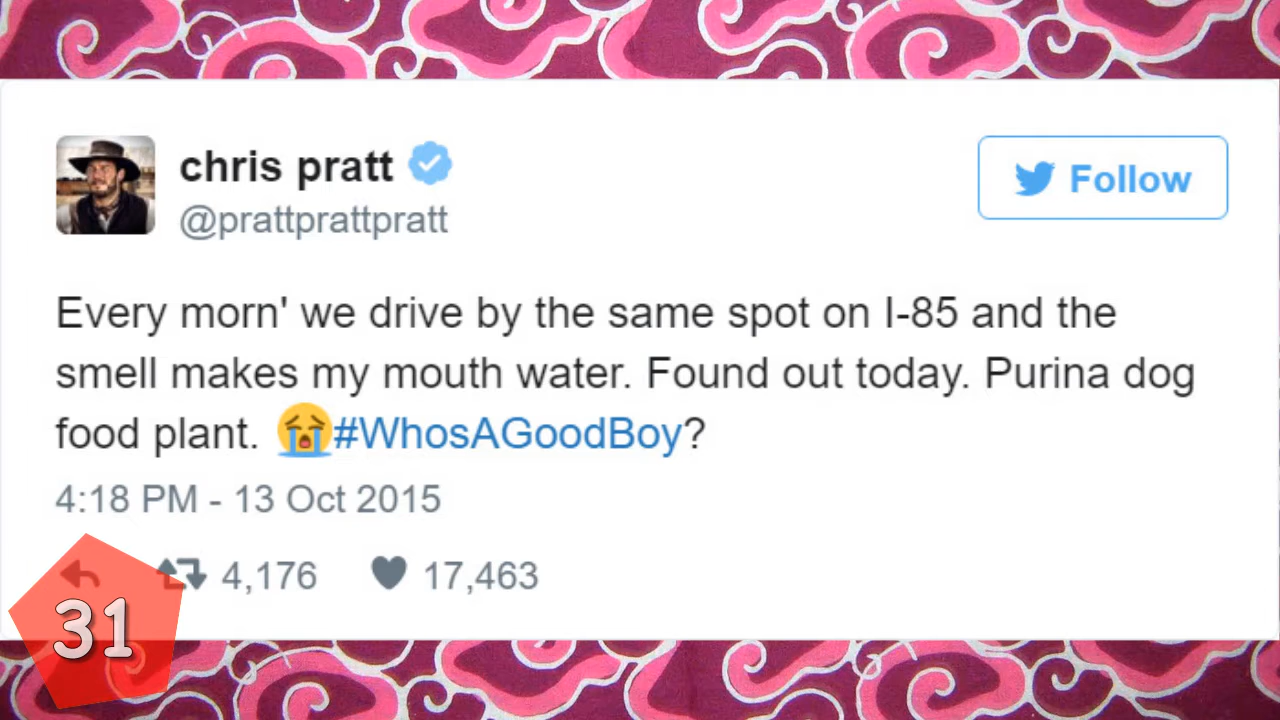 chris pratt
@prattprattpratt
Follow
Every morn' we drive by the same spot on I-85 and the
smell makes my mouth water. Found out today. Purina dog
food plant. 😭#WhosAGoodBoy?
4:18 PM - 13 Oct 2015
4,176 17,463
31